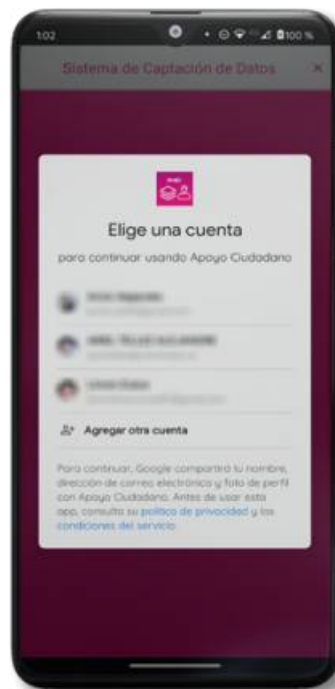 1:02
100 %
Sistema de Captación de Datos ×
Elige una cuenta
para continuar usando Apoyo Ciudadano
Agregar otra cuenta
Para continuar, Google compartirá tu nombre,
dirección de correo electrónico y foto de perfil
con Apoyo Ciudadano. Antes de usar esta
app, consulta su política de privacidad y las
condiciones del servicio.